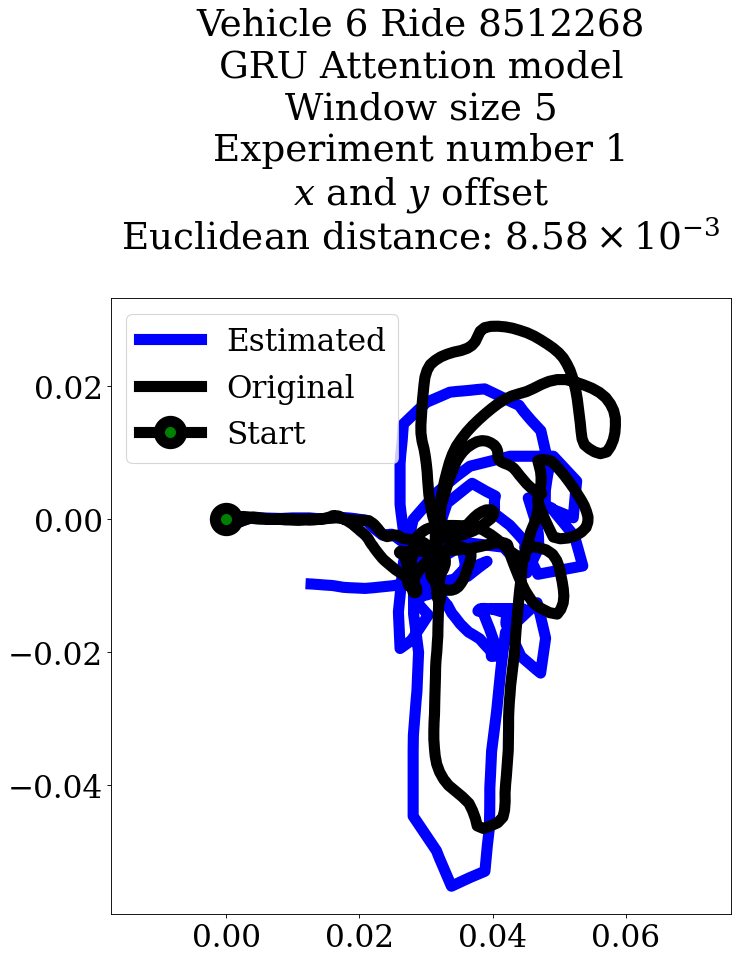 Vehicle 6 Ride 8512268
GRU Attention model
Window size 5
Experiment number 1
x and y offset
Euclidean distance: 8.58 × 10⁻³
Estimated
Original
Start
0.02
0.00
−0.02
−0.04
0.00 0.02 0.04 0.06